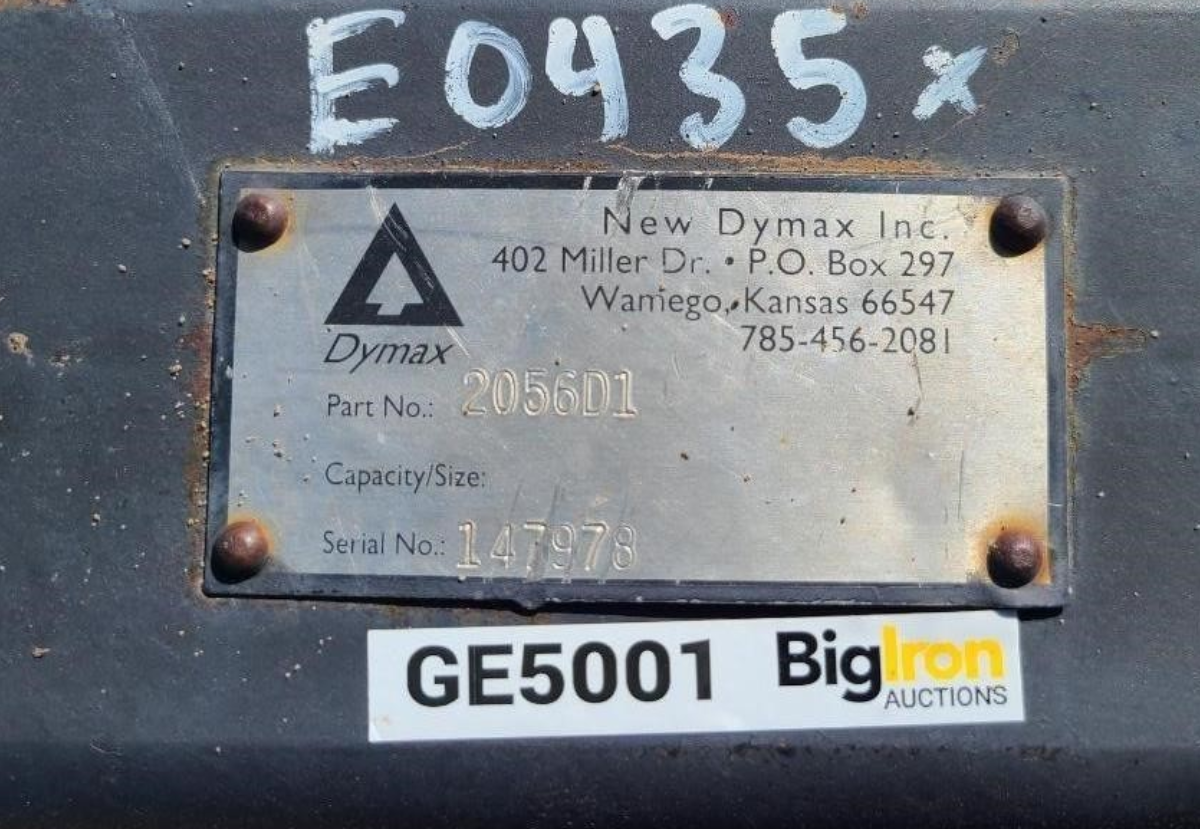 E0435x
New Dymax Inc.
402 Miller Dr. • P.O. Box 297
Wamego, Kansas 66547
785-456-2081
Dymax
Part No.: 2056D1
Capacity/Size:
Serial No.: 147978
GE5001 BigIron
AUCTIONS